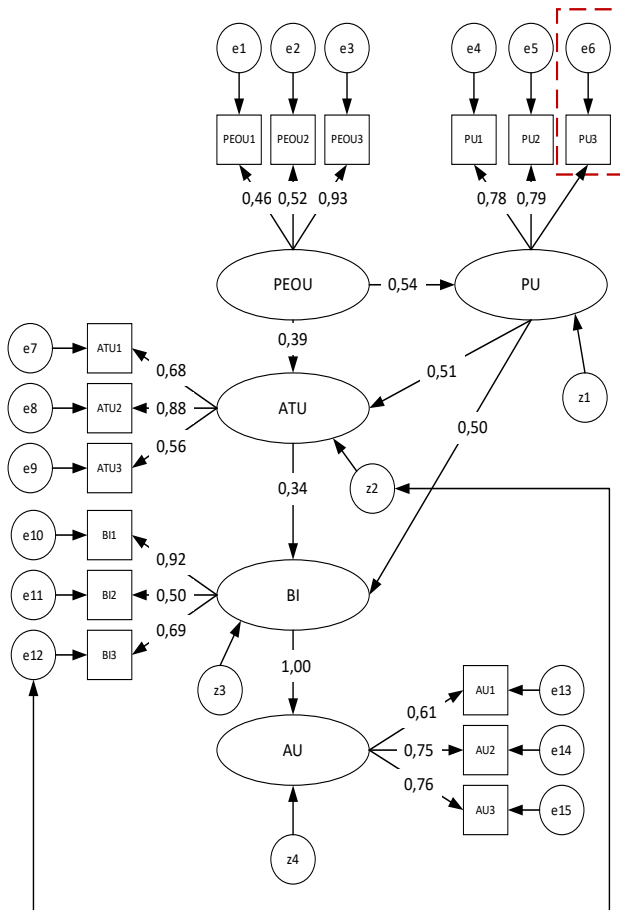 e1 e2 e3 e4 e5 e6
PEOU1 PEOU2 PEOU3 PU1 PU2 PU3
0,46 0,52 0,93 0,78 0,79
PEOU 0,54 PU
0,39
e7 ATU1
0,68
0,51
z1
e8 ATU2 0,88 ATU
0,50
0,56
e9 ATU3
0,34 z2
e10 BI1
0,92
e11 BI2 0,50 BI
0,69
e12 BI3
1,00
z3
AU1 e13
0,61
AU 0,75 AU2 e14
0,76
AU3 e15
z4